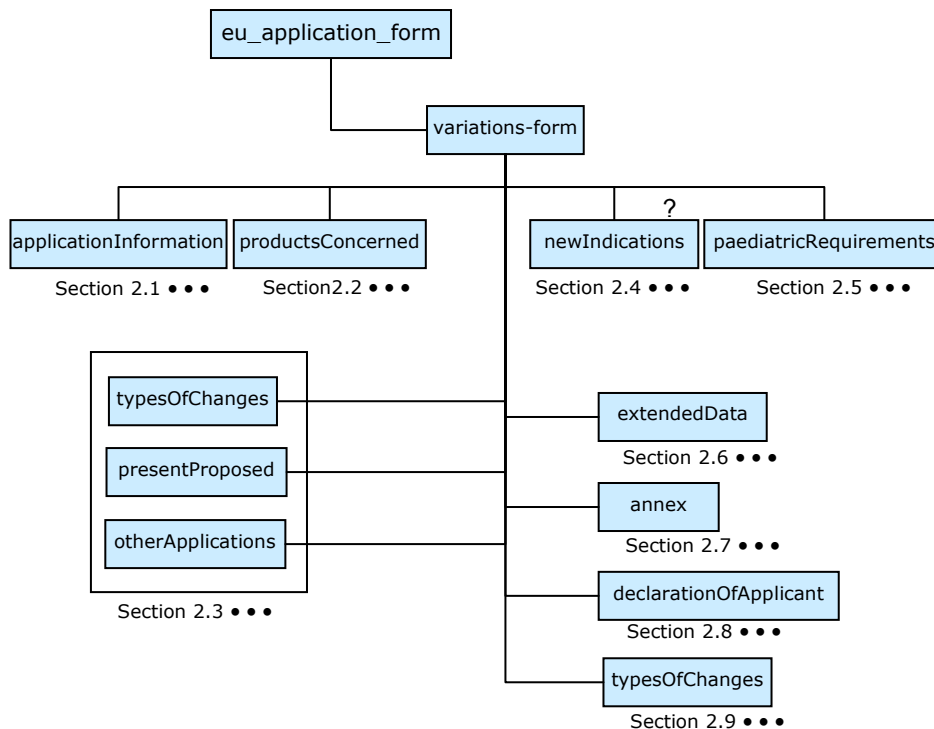 eu_application_form
variations-form
?
applicationInformation
productsConcerned
newIndications
paediatricRequirements
Section 2.1 •••
Section2.2 •••
Section 2.4 •••
Section 2.5 •••
typesOfChanges
presentProposed
otherApplications
Section 2.3 •••
extendedData
Section 2.6 •••
annex
Section 2.7 •••
declarationOfApplicant
Section 2.8 •••
typesOfChanges
Section 2.9 •••